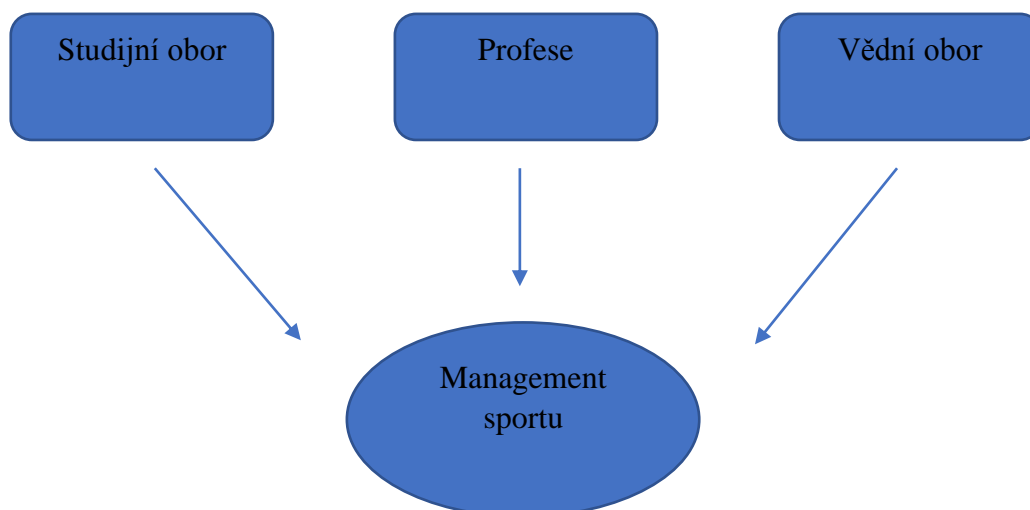 Studijní obor
Profese
Vědní obor
Management
sportu